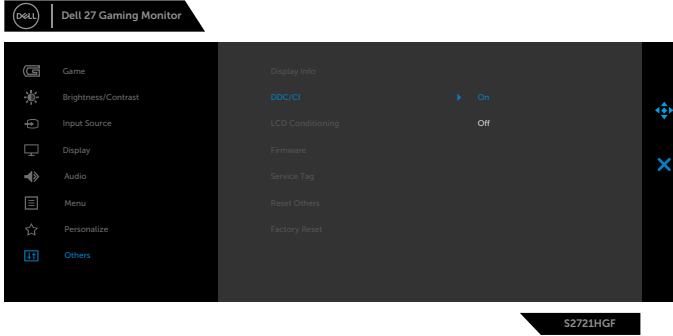 DELL
Dell 27 Gaming Monitor
Game
Display Info
Brightness/Contrast
DDC/CI
On
Input Source
LCD Conditioning
Off
Display
Firmware
Audio
Service Tag
Menu
Reset Others
Personalize
Factory Reset
Others
S2721HGF